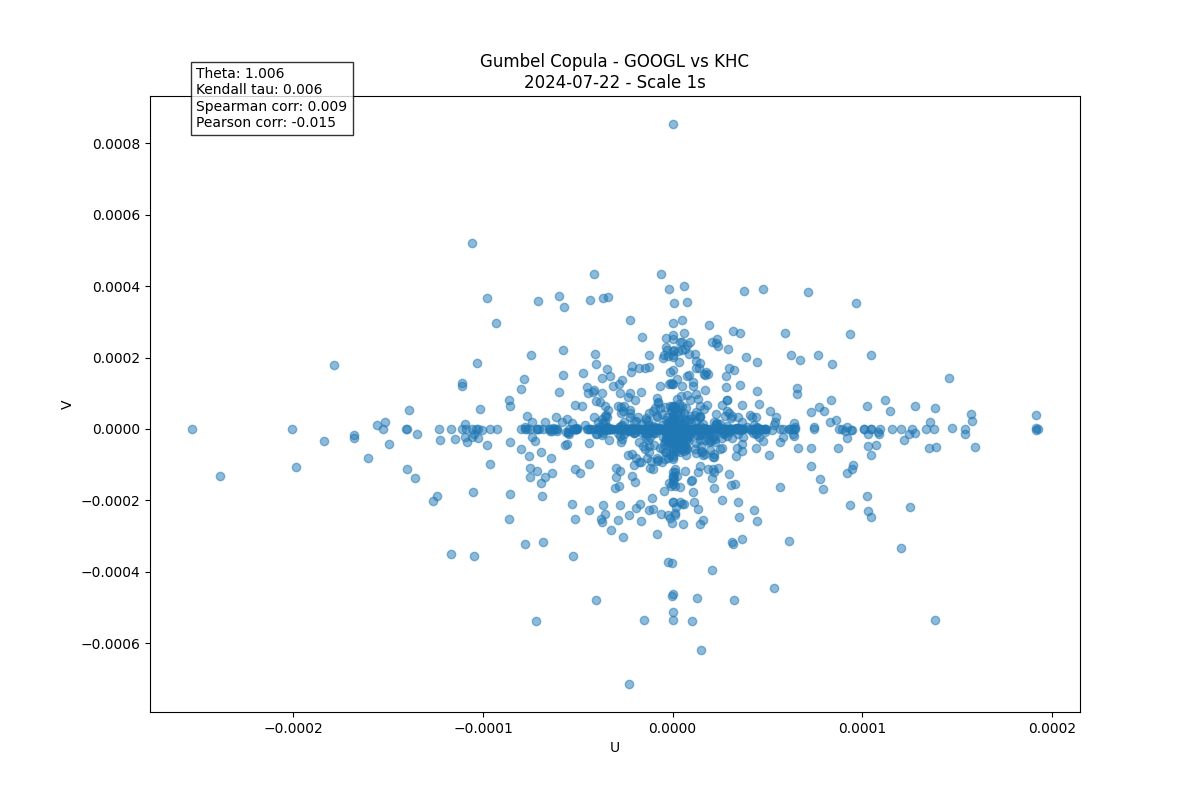 Gumbel Copula - GOOGL vs KHC
2024-07-22 - Scale 1s
Theta: 1.006
Kendall tau: 0.006
Spearman corr: 0.009
Pearson corr: -0.015
V
0.0008
0.0006
0.0004
0.0002
0.0000
−0.0002
−0.0004
−0.0006
−0.0002
−0.0001
0.0000
0.0001
0.0002
U